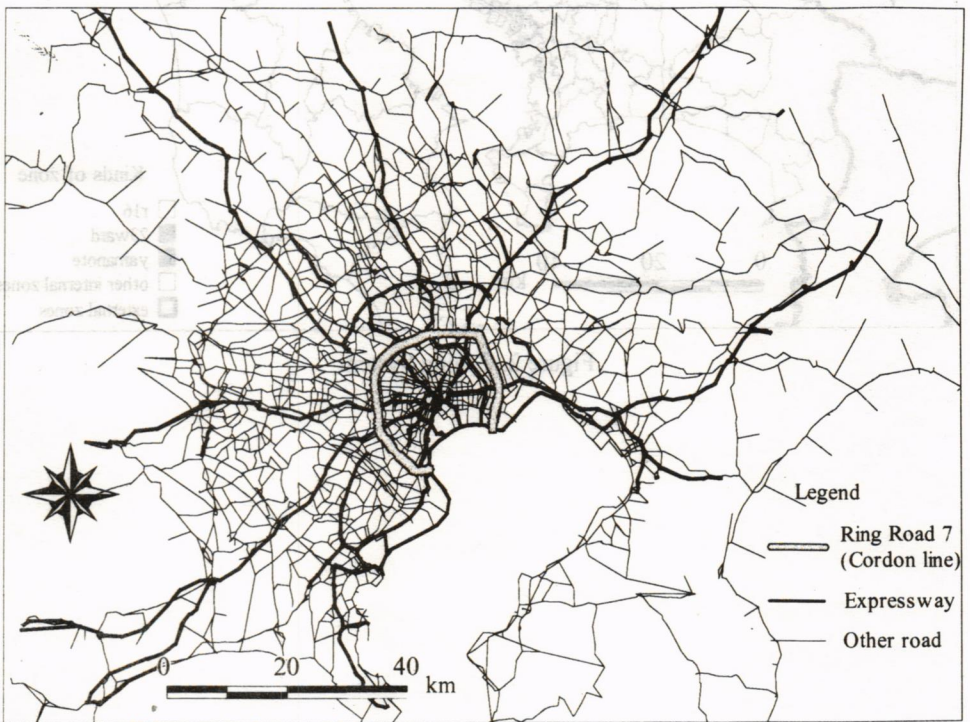 Legend
Ring Road 7
(Cordon line)
Expressway
Other road
0 20 40
km